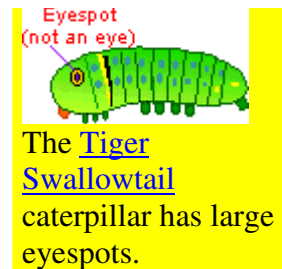 Eyespot
(not an eye)
The Tiger
Swallowtail
caterpillar has large
eyespots.